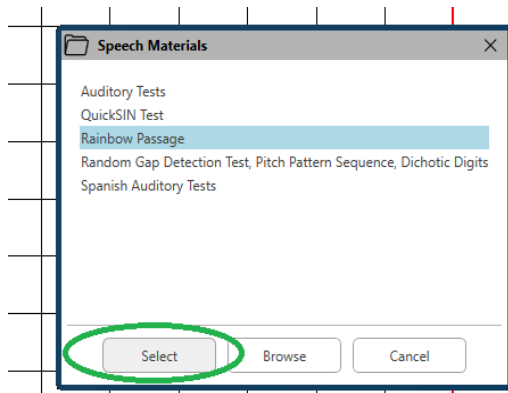 Speech Materials
Auditory Tests
QuickSIN Test
Rainbow Passage
Random Gap Detection Test, Pitch Pattern Sequence, Dichotic Digits
Spanish Auditory Tests
Select Browse Cancel